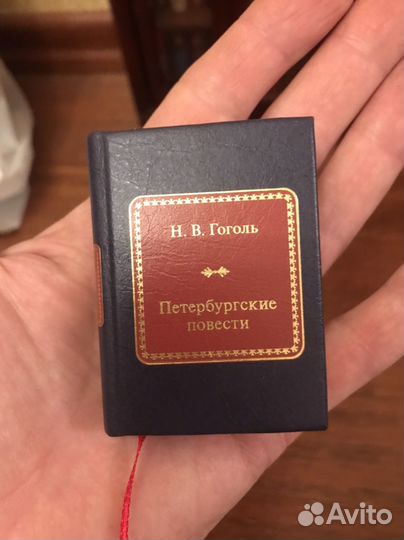 Н. В. Гоголь
Петербургские
повести
Avito